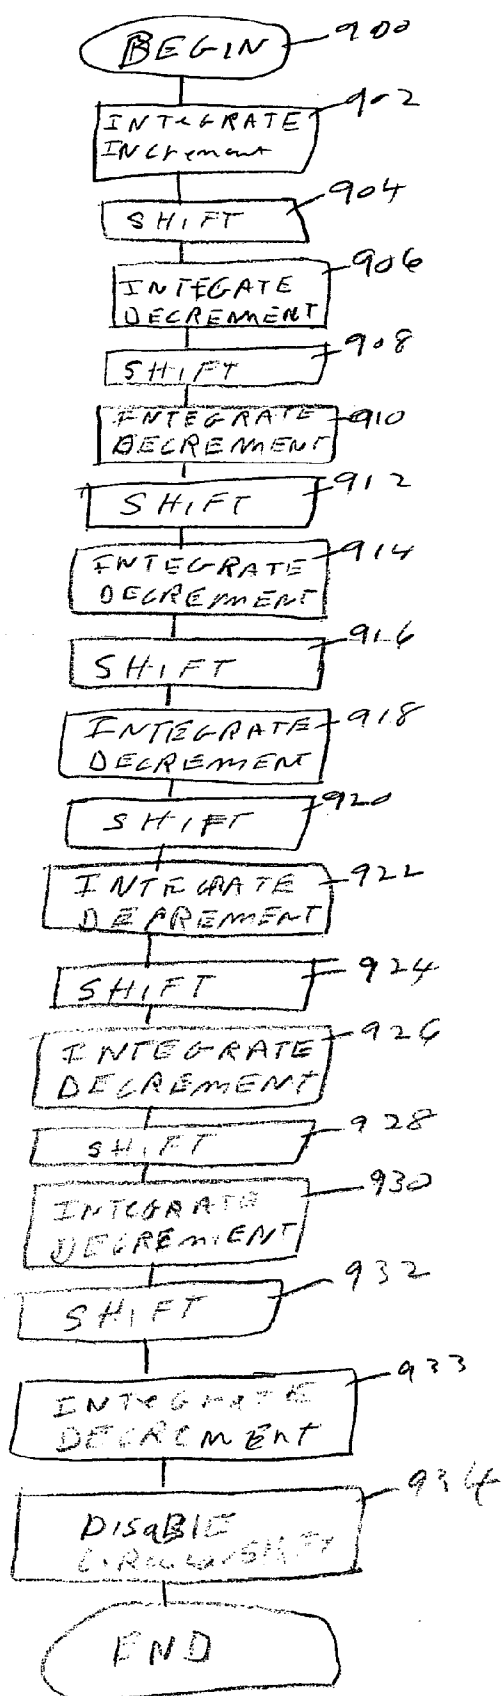 BEGIN 900
902
INTEGRATE
INCrement
904
SHIFT
906
INTEGATE
DECREMENT
908
SHIFT
INTEGRATE 910
DECREMENT
912
SHIFT
914
INTEGRATE
DECREMENT
916
SHIFT
INTEGRATE 918
DECREMENT
920
SHIFT
INTEGRATE 922
DECREMENT
924
SHIFT
926
INTEGRATE
DECREMENT
928
SHIFT
930
INTEGRATE
DECREMENT
932
SHIFT
933
INTEGRATE
DECREMENT
934
DISaBlE
CIRCULARSHIFT
END